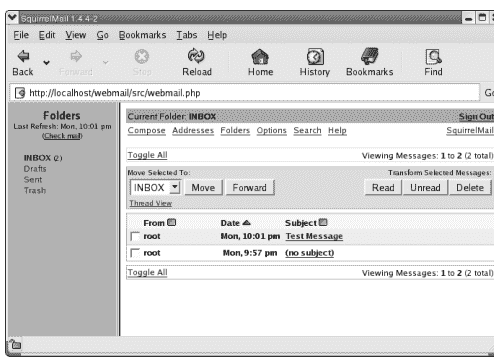 SquirrelMail 1.4.4-2
File Edit View Go Bookmarks Tabs Help
Back Forward Stop Reload Home History Bookmarks Find
http://localhost/webmail/src/webmail.php Go
Folders
Last Refresh: Mon, 10:01 pm
(Check mail)
INBOX (2)
Drafts
Sent
Trash
Current Folder: INBOX Sign Out
Compose Addresses Folders Options Search Help SquirrelMail
Toggle All Viewing Messages: 1 to 2 (2 total)
Move Selected To: Transform Selected Messages:
INBOX Move Forward Read Unread Delete
Thread View
From Date Subject
root Mon, 10:01 pm Test Message
root Mon, 9:57 pm (no subject)
Toggle All Viewing Messages: 1 to 2 (2 total)